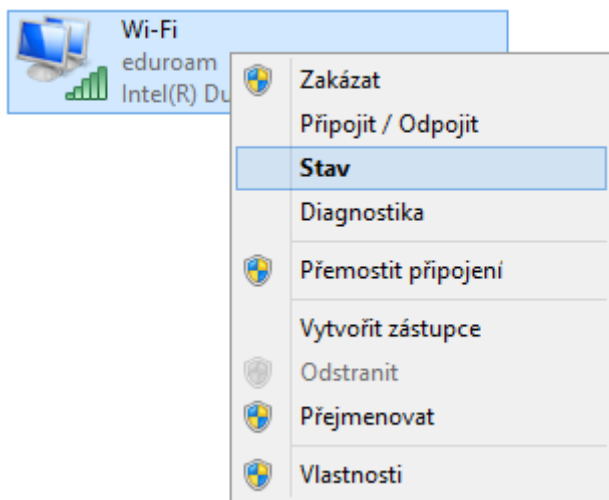 Wi-Fi
eduroam
Intel(R) Du
Zakázat
Připojit / Odpojit
Stav
Diagnostika
Přemostit připojení
Vytvořit zástupce
Odstranit
Přejmenovat
Vlastnosti